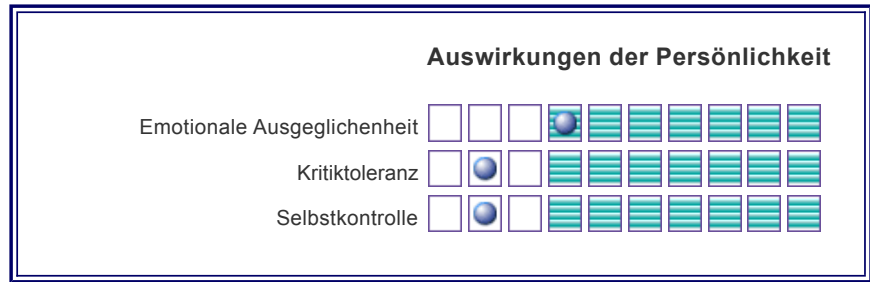 Auswirkungen der Persönlichkeit
Emotionale Ausgeglichenheit
Kritiktoleranz
Selbstkontrolle